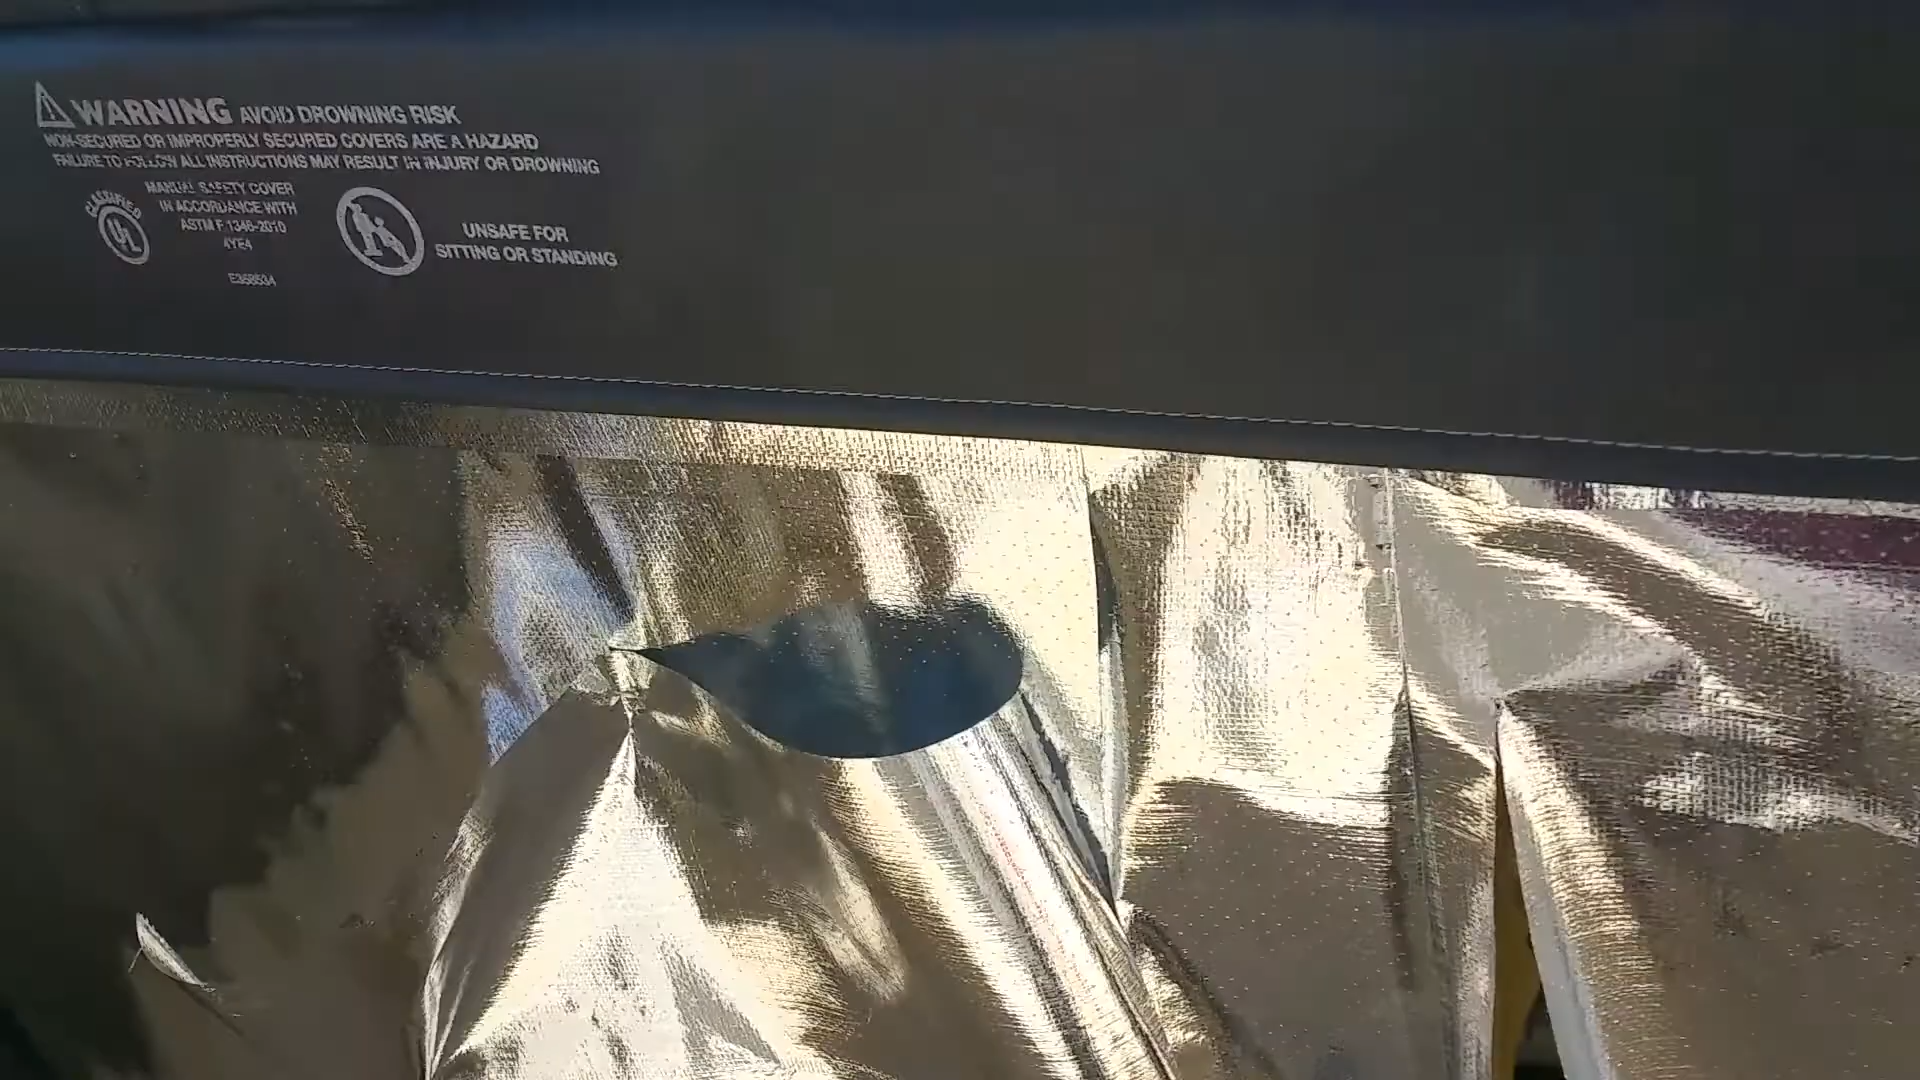 WARNING AVOID DROWNING RISK
NON-SECURED OR IMPROPERLY SECURED COVERS ARE A HAZARD
FAILURE TO FOLLOW ALL INSTRUCTIONS MAY RESULT IN INJURY OR DROWNING
CLASSIFIED
UL
MANUAL SAFETY COVER
IN ACCORDANCE WITH
ASTM F 1346-2010
4YE4
E358534
UNSAFE FOR
SITTING OR STANDING